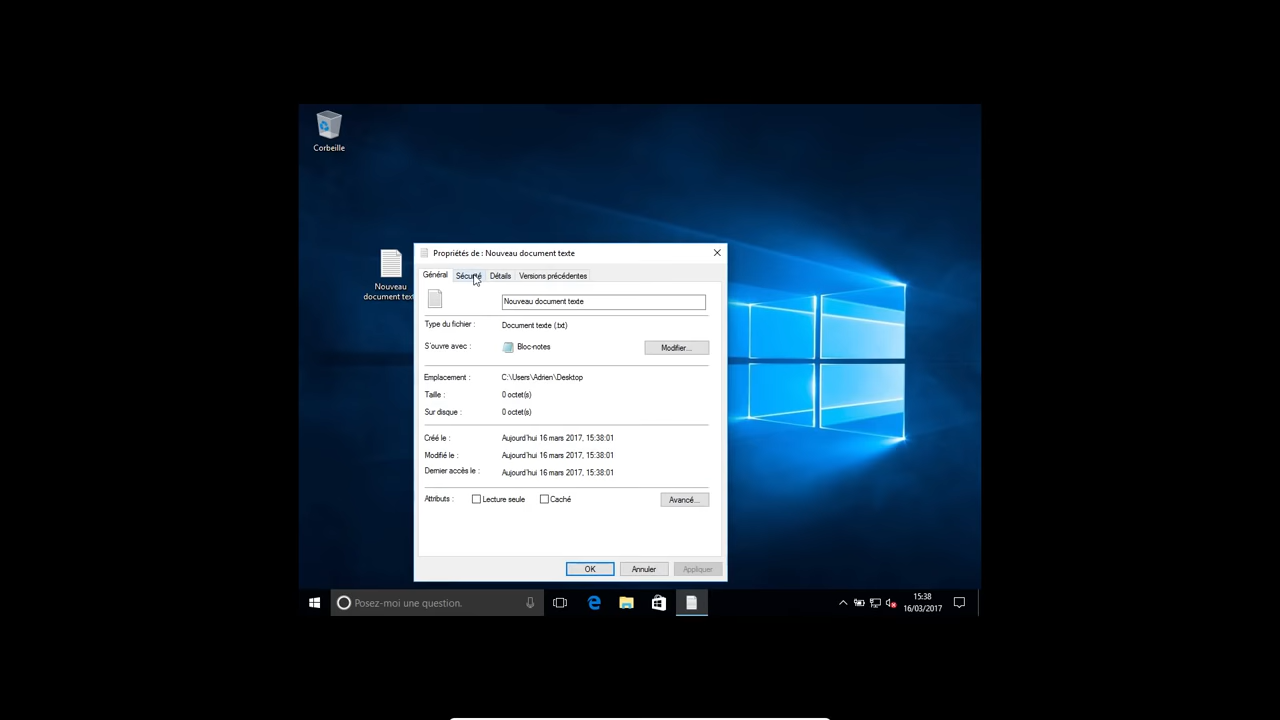 Corbeille
Nouveau
document text
Propriétés de : Nouveau document texte
Général
Sécurité
Détails
Versions précédentes
Nouveau document texte
Type du fichier :
Document texte (.txt)
S'ouvre avec :
Bloc-notes
Modifier...
Emplacement :
C:\Users\Adrien\Desktop
Taille :
0 octet(s)
Sur disque :
0 octet(s)
Créé le :
Aujourd'hui 16 mars 2017, 15:38:01
Modifié le :
Aujourd'hui 16 mars 2017, 15:38:01
Dernier accès le :
Aujourd'hui 16 mars 2017, 15:38:01
Attributs :
Lecture seule
Caché
Avancé...
OK
Annuler
Appliquer
Posez-moi une question.
15:38
16/03/2017